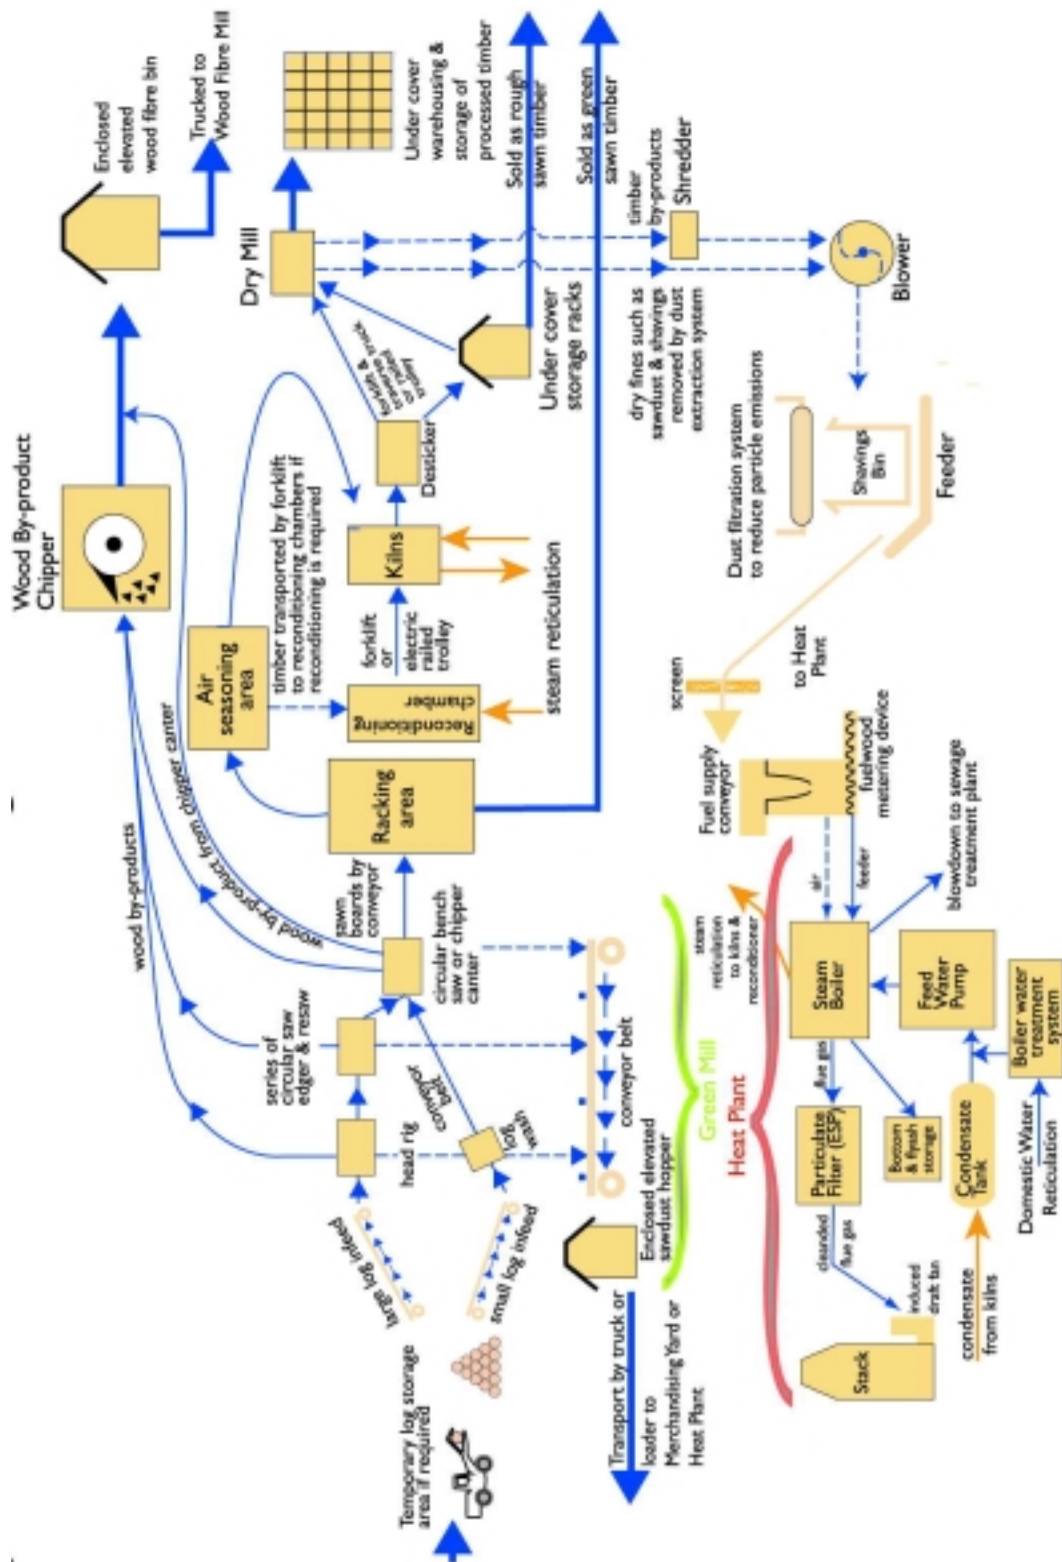 Wood By-product
Chipper
Enclosed
elevated
wood fibre bin
Trucked to
Wood Fibre Mill
wood by-products
wood by-product from chipper canter
Air
seasoning
area
timber transported by forklift
to reconditioning chambers if
reconditioning is required
Dry Mill
Under cover
warehousing &
storage of
processed timber
forklift &
traverse truck
or railed
trolley
series of
circular saw
edger & resaw
sawn
boards by
conveyor
Racking
area
Reconditioning
chamber
forklift
or
electric
railed
trolley
Kilns
Desticker
Under cover
storage racks
Sold as rough
sawn timber
Temporary log storage
area if required
large log infeed
small log infeed
head rig
log
wash
conveyor
belt
circular bench
saw or chipper
canter
steam reticulation
Sold as green
sawn timber
timber
by-products
Shredder
dry fines such as
sawdust & shavings
removed by dust
extraction system
Blower
Transport by truck or
loader to
Merchandising Yard or
Heat Plant
Enclosed elevated
sawdust hopper
conveyor belt
Green Mill
Heat Plant
steam
reticulation
to kilns &
reconditioner
Fuel supply
conveyor
screen
to Heat
Plant
Dust filtration system
to reduce particle emissions
Shavings
Bin
Feeder
fuelwood
metering device
air
feeder
Stack
induced
draft fan
cleanded
flue gas
Particulate
Filter (ESP)
flue gas
Steam
Boiler
blowdown to sewage
treatment plant
Bottom
& flyash
storage
Feed
Water
Pump
condensate
from kilns
Condensate
Tank
Boiler water
treatment
system
Domestic Water
Reticulation